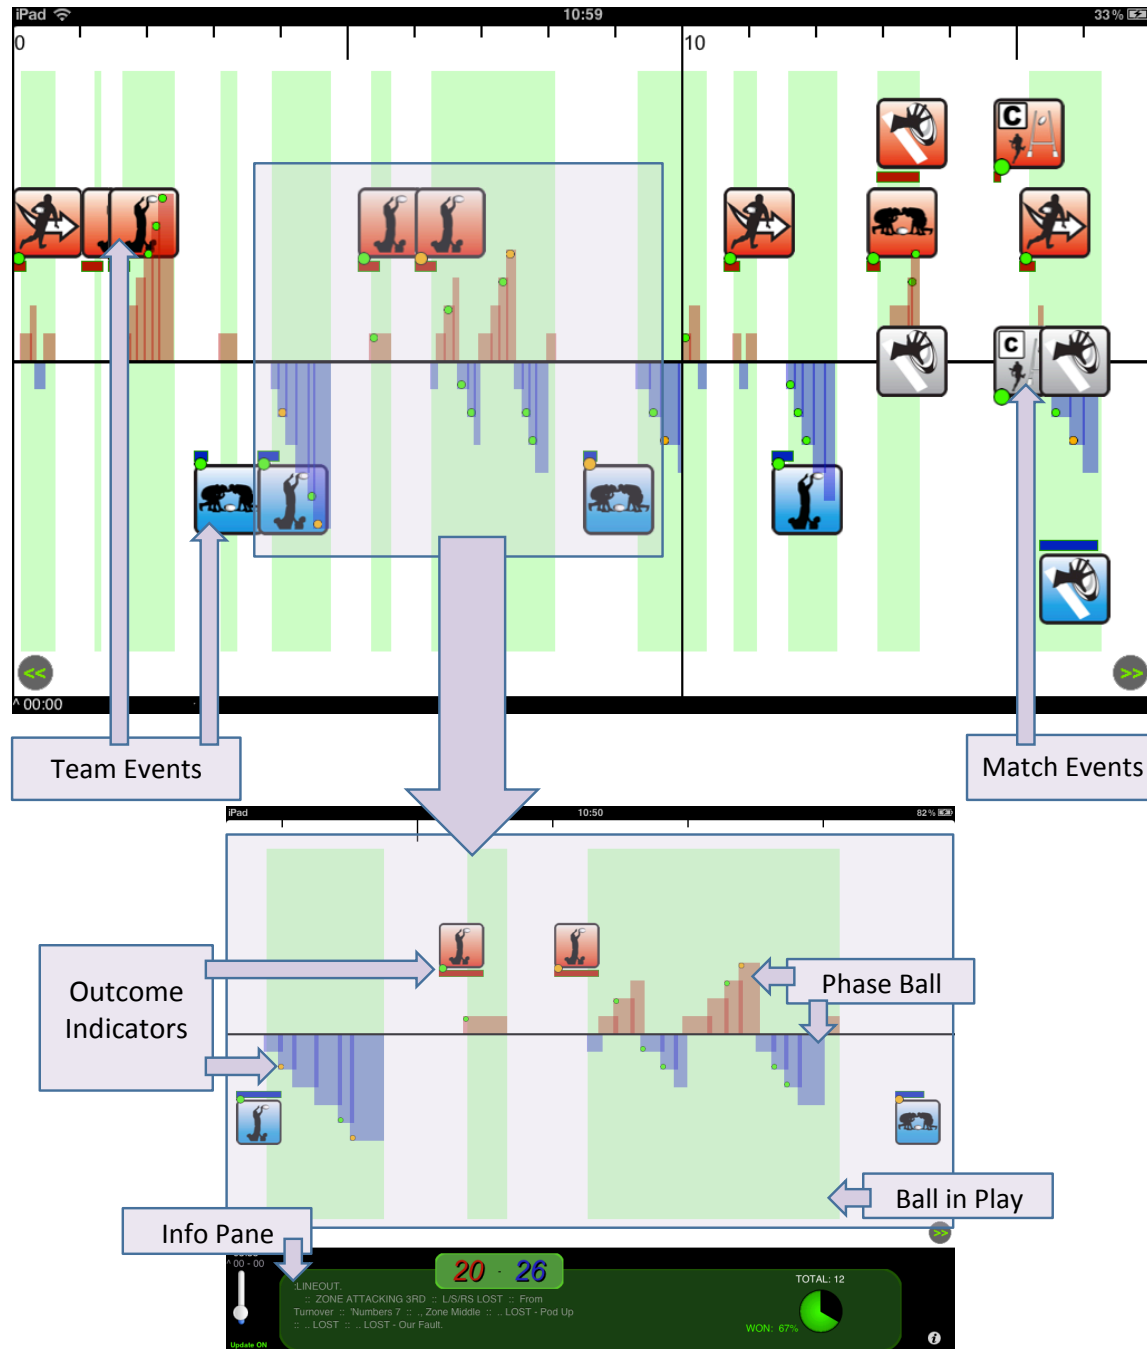 iPad 10:59 33%
0 10
C
C
<< >>
^ 00:00
Team Events
Match Events
iPad 10:50 82%
Outcome
Indicators
Phase Ball
Ball in Play
Info Pane
>>
^ 00 - 00
20 - 26
:LINEOUT.
:: ZONE ATTACKING 3RD :: L/S/RS LOST :: From
Turnover :: 'Numbers 7 :: .. Zone Middle :: .. LOST - Pod Up
:: .. LOST :: .. LOST - Our Fault.
TOTAL: 12
WON: 67%
Update ON
i